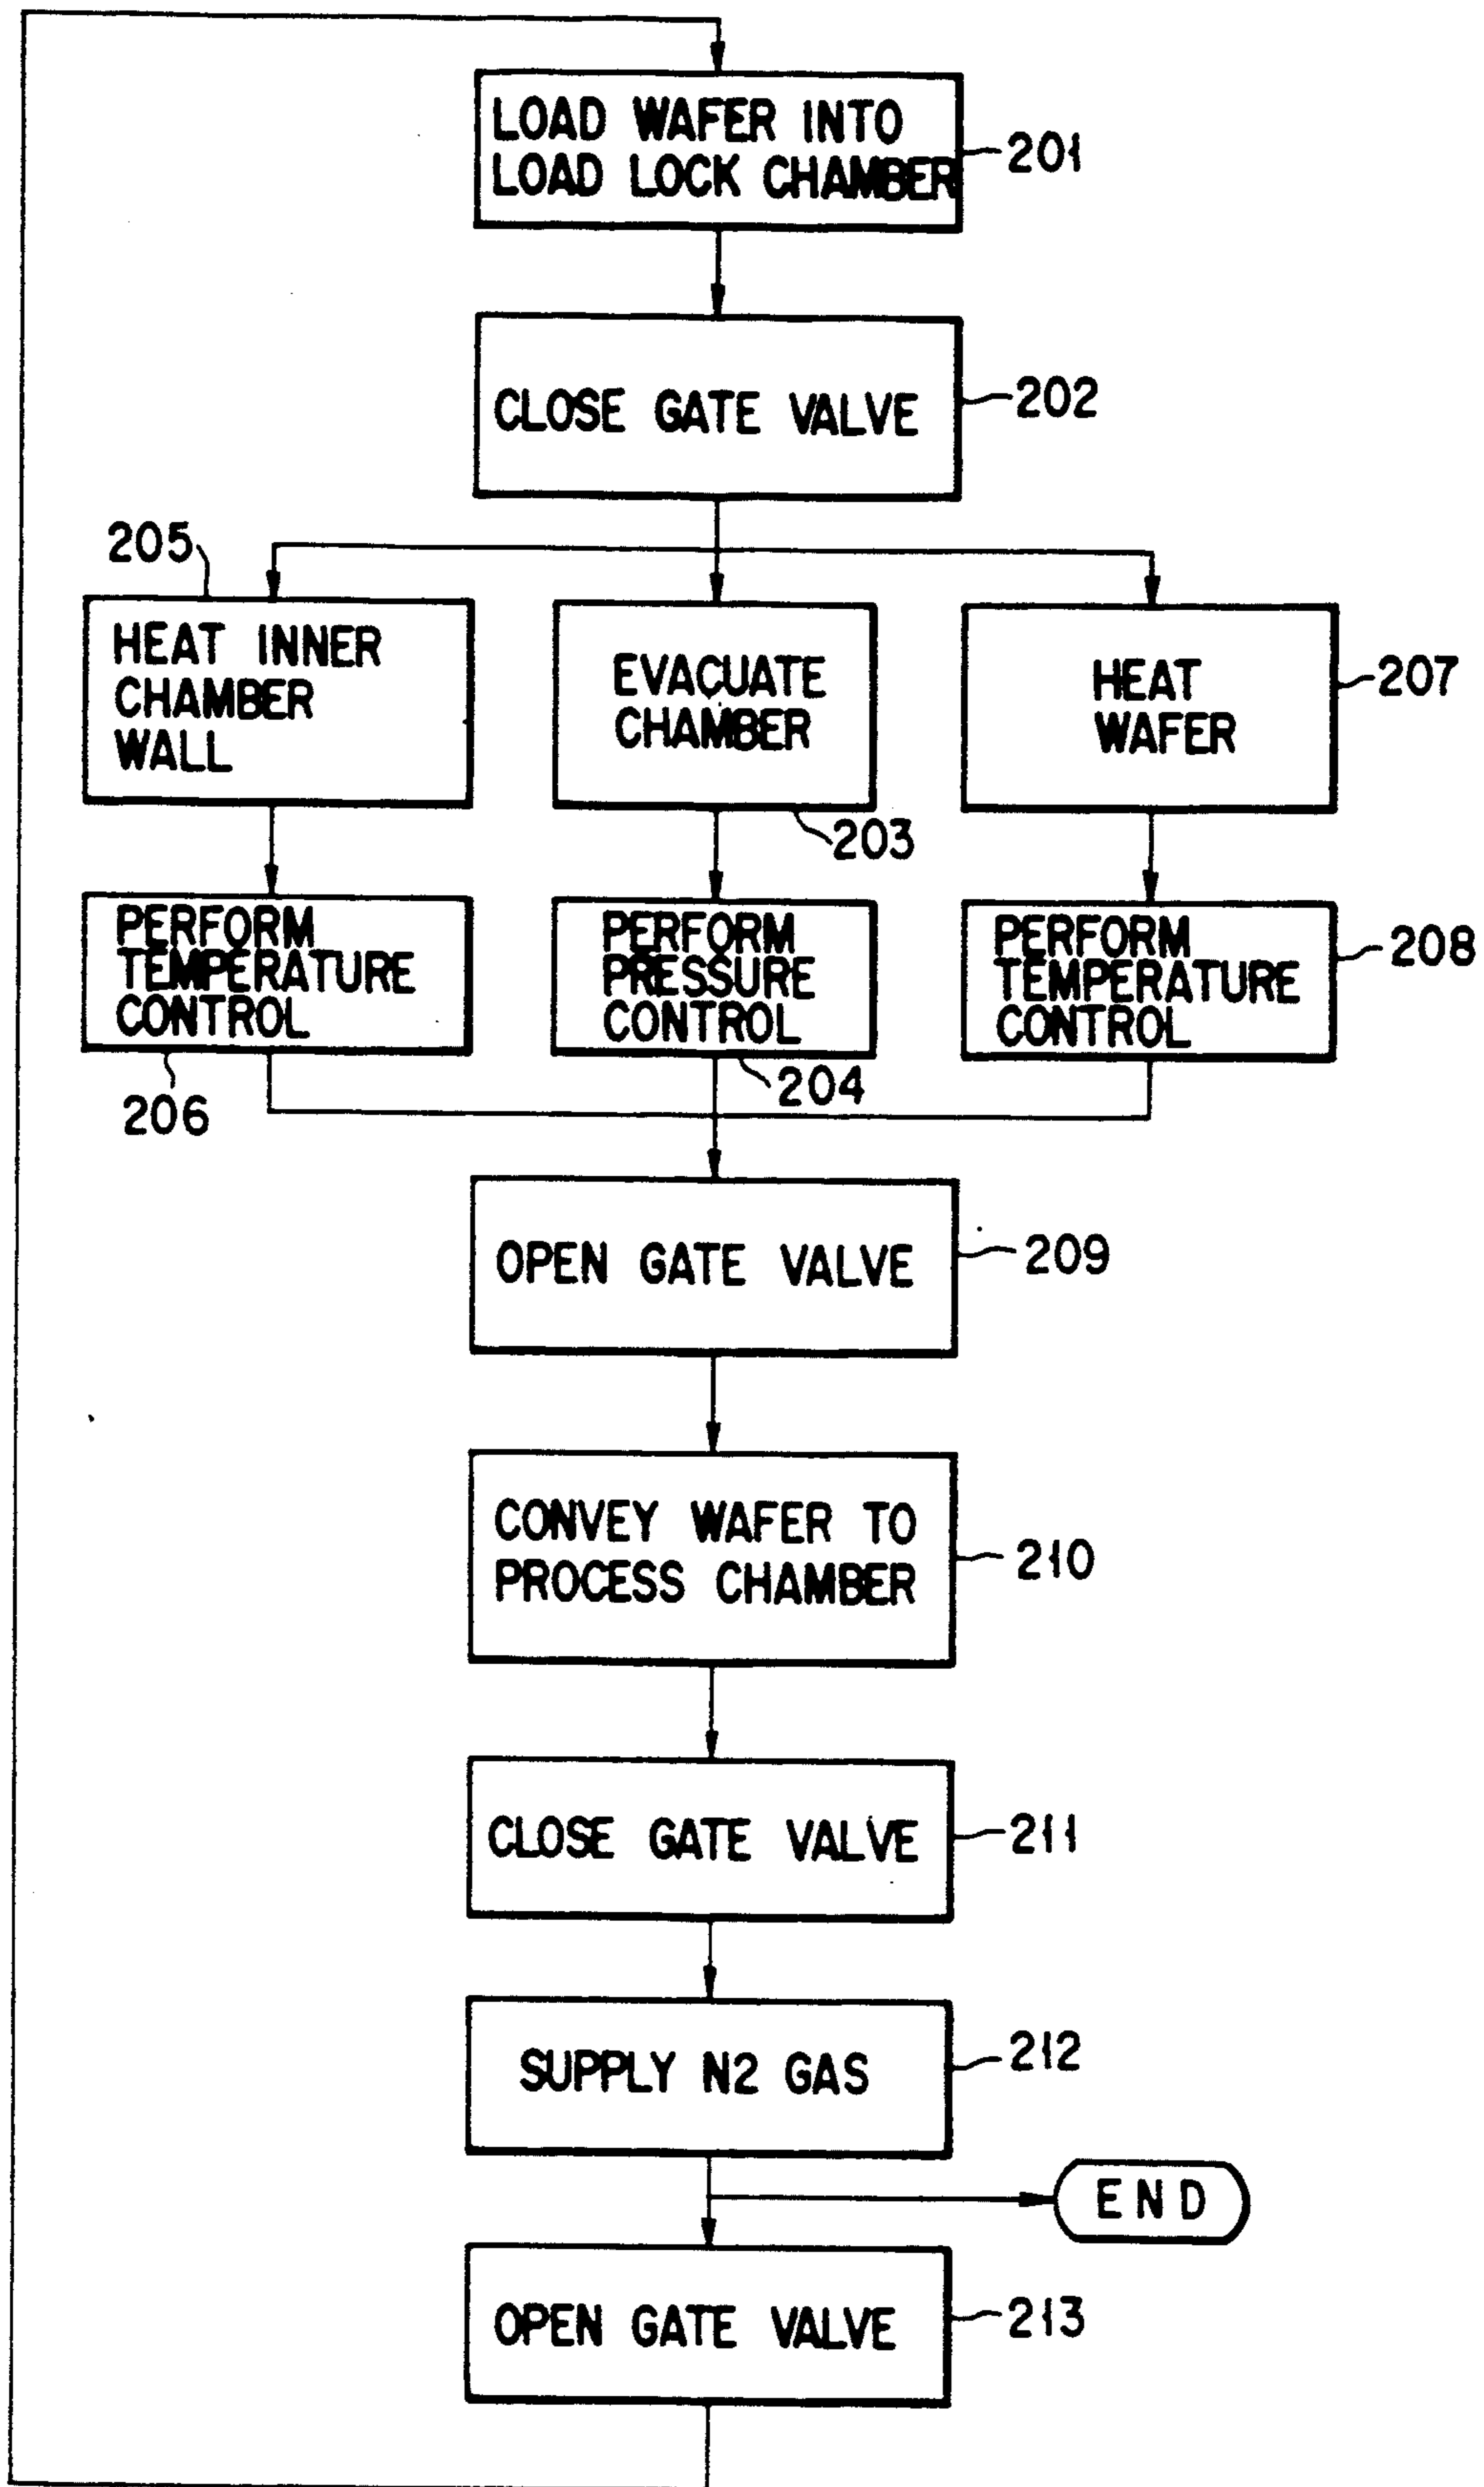 LOAD WAFER INTO
LOAD LOCK CHAMBER
201
CLOSE GATE VALVE
202
205
HEAT INNER
CHAMBER
WALL
EVACUATE
CHAMBER
203
HEAT
WAFER
207
PERFORM
TEMPERATURE
CONTROL
206
PERFORM
PRESSURE
CONTROL
204
PERFORM
TEMPERATURE
CONTROL
208
OPEN GATE VALVE
209
CONVEY WAFER TO
PROCESS CHAMBER
210
CLOSE GATE VALVE
211
SUPPLY N2 GAS
212
END
OPEN GATE VALVE
213